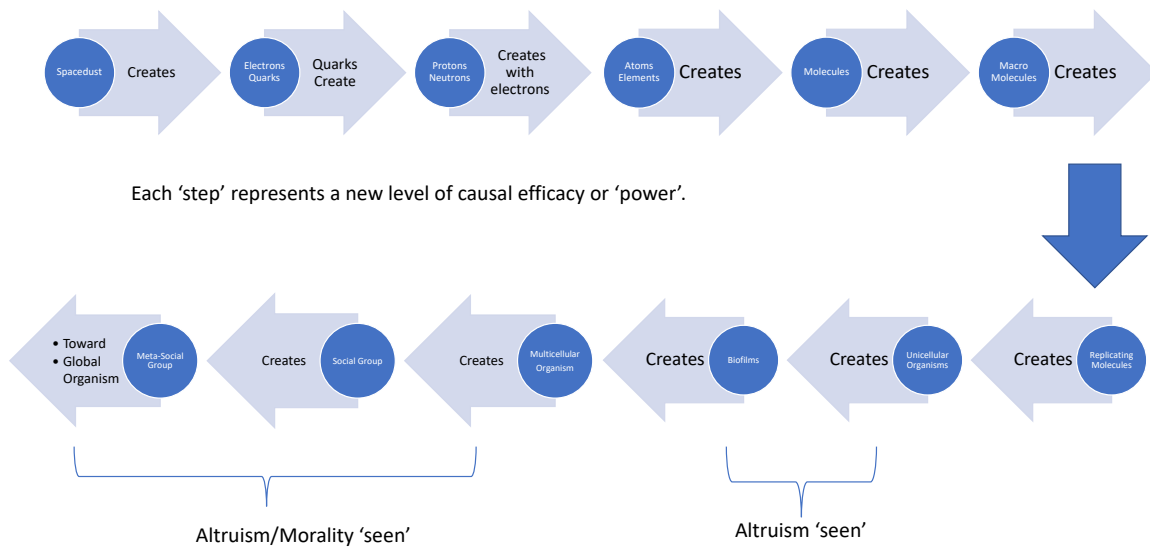 Spacedust
Creates
Electrons
Quarks
Quarks
Create
Protons
Neutrons
Creates
with
electrons
Atoms
Elements
Creates
Molecules
Creates
Macro
Molecules
Creates
Each ‘step’ represents a new level of causal efficacy or ‘power’.
• Toward
• Global
Organism
Meta-Social
Group
Creates
Social Group
Creates
Multicellular
Organism
Creates
Biofilms
Creates
Unicellular
Organisms
Creates
Replicating
Molecules
Altruism/Morality ‘seen’
Altruism ‘seen’